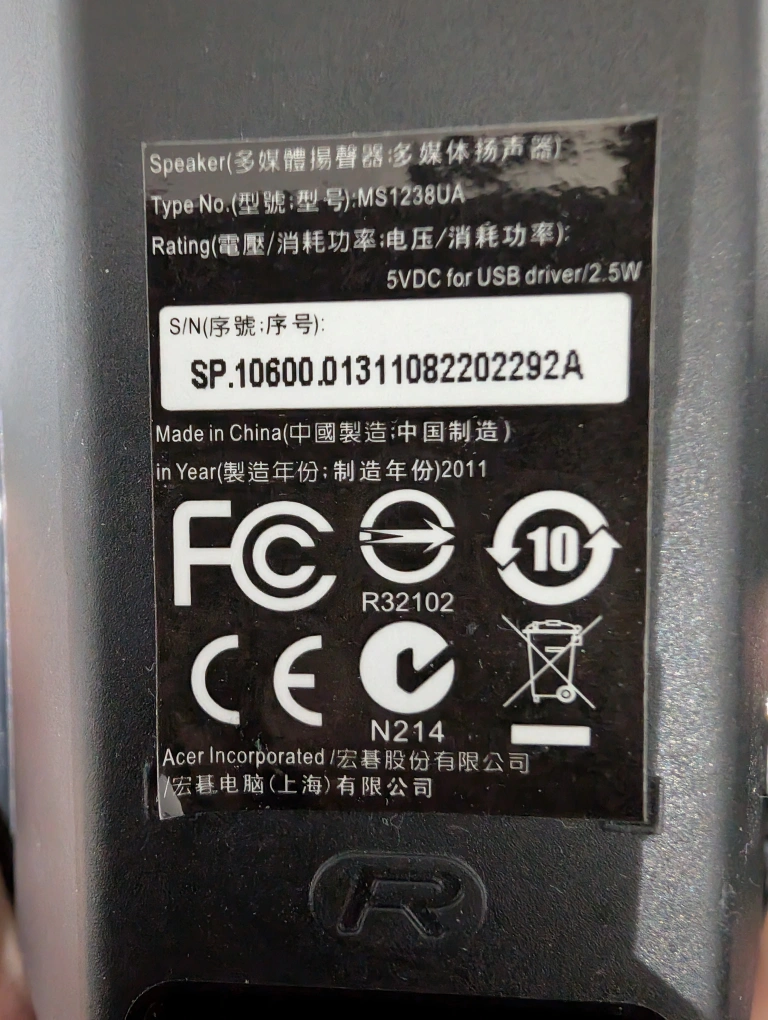 Speaker(多媒體揚聲器;多媒体扬声器)
Type No.(型號;型号):MS1238UA
Rating(電壓/消耗功率;电压/消耗功率):
5VDC for USB driver/2.5W
S/N(序號;序号):
SP.10600.01311082202292A
Made in China(中國製造;中国制造)
in Year(製造年份;制造年份)2011
FC
10
R32102
CE
N214
Acer Incorporated /宏碁股份有限公司
/宏碁电脑(上海)有限公司
R